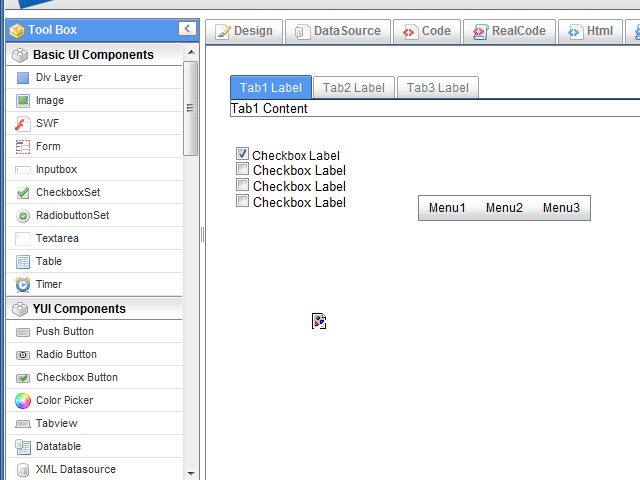 Tool Box
Basic UI Components
Div Layer
Image
SWF
Form
Inputbox
CheckboxSet
RadiobuttonSet
Textarea
Table
Timer
YUI Components
Push Button
Radio Button
Checkbox Button
Color Picker
Tabview
Datatable
XML Datasource
Design DataSource Code RealCode Html
Tab1 Label Tab2 Label Tab3 Label
Tab1 Content
Checkbox Label
Checkbox Label
Checkbox Label
Checkbox Label
Menu1 Menu2 Menu3